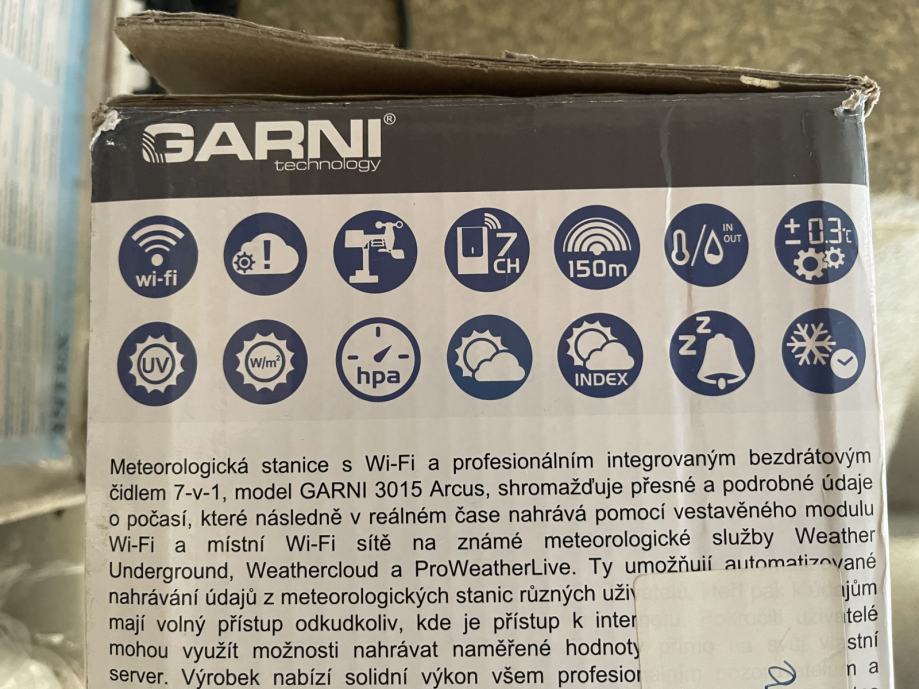 GARNI®
technology
wi-fi
!
7
CH
150m
IN
OUT
± 0.3°C
UV
W/m²
hpa
INDEX
Z
Z
Meteorologická stanice s Wi-Fi a profesionálním integrovaným bezdrátovým
čidlem 7-v-1, model GARNI 3015 Arcus, shromažďuje přesné a podrobné údaje
o počasí, které následně v reálném čase nahrává pomocí vestavěného modulu
Wi-Fi a místní Wi-Fi sítě na známé meteorologické služby Weather
Underground, Weathercloud a ProWeatherLive. Ty umožňují automatizované
nahrávání údajů z meteorologických stanic různých
mají volný přístup odkudkoliv, kde je přístup k
mohou využít možnosti nahrávat naměřené hodnoty přímo na svůj
server. Výrobek nabízí solidní výkon všem a